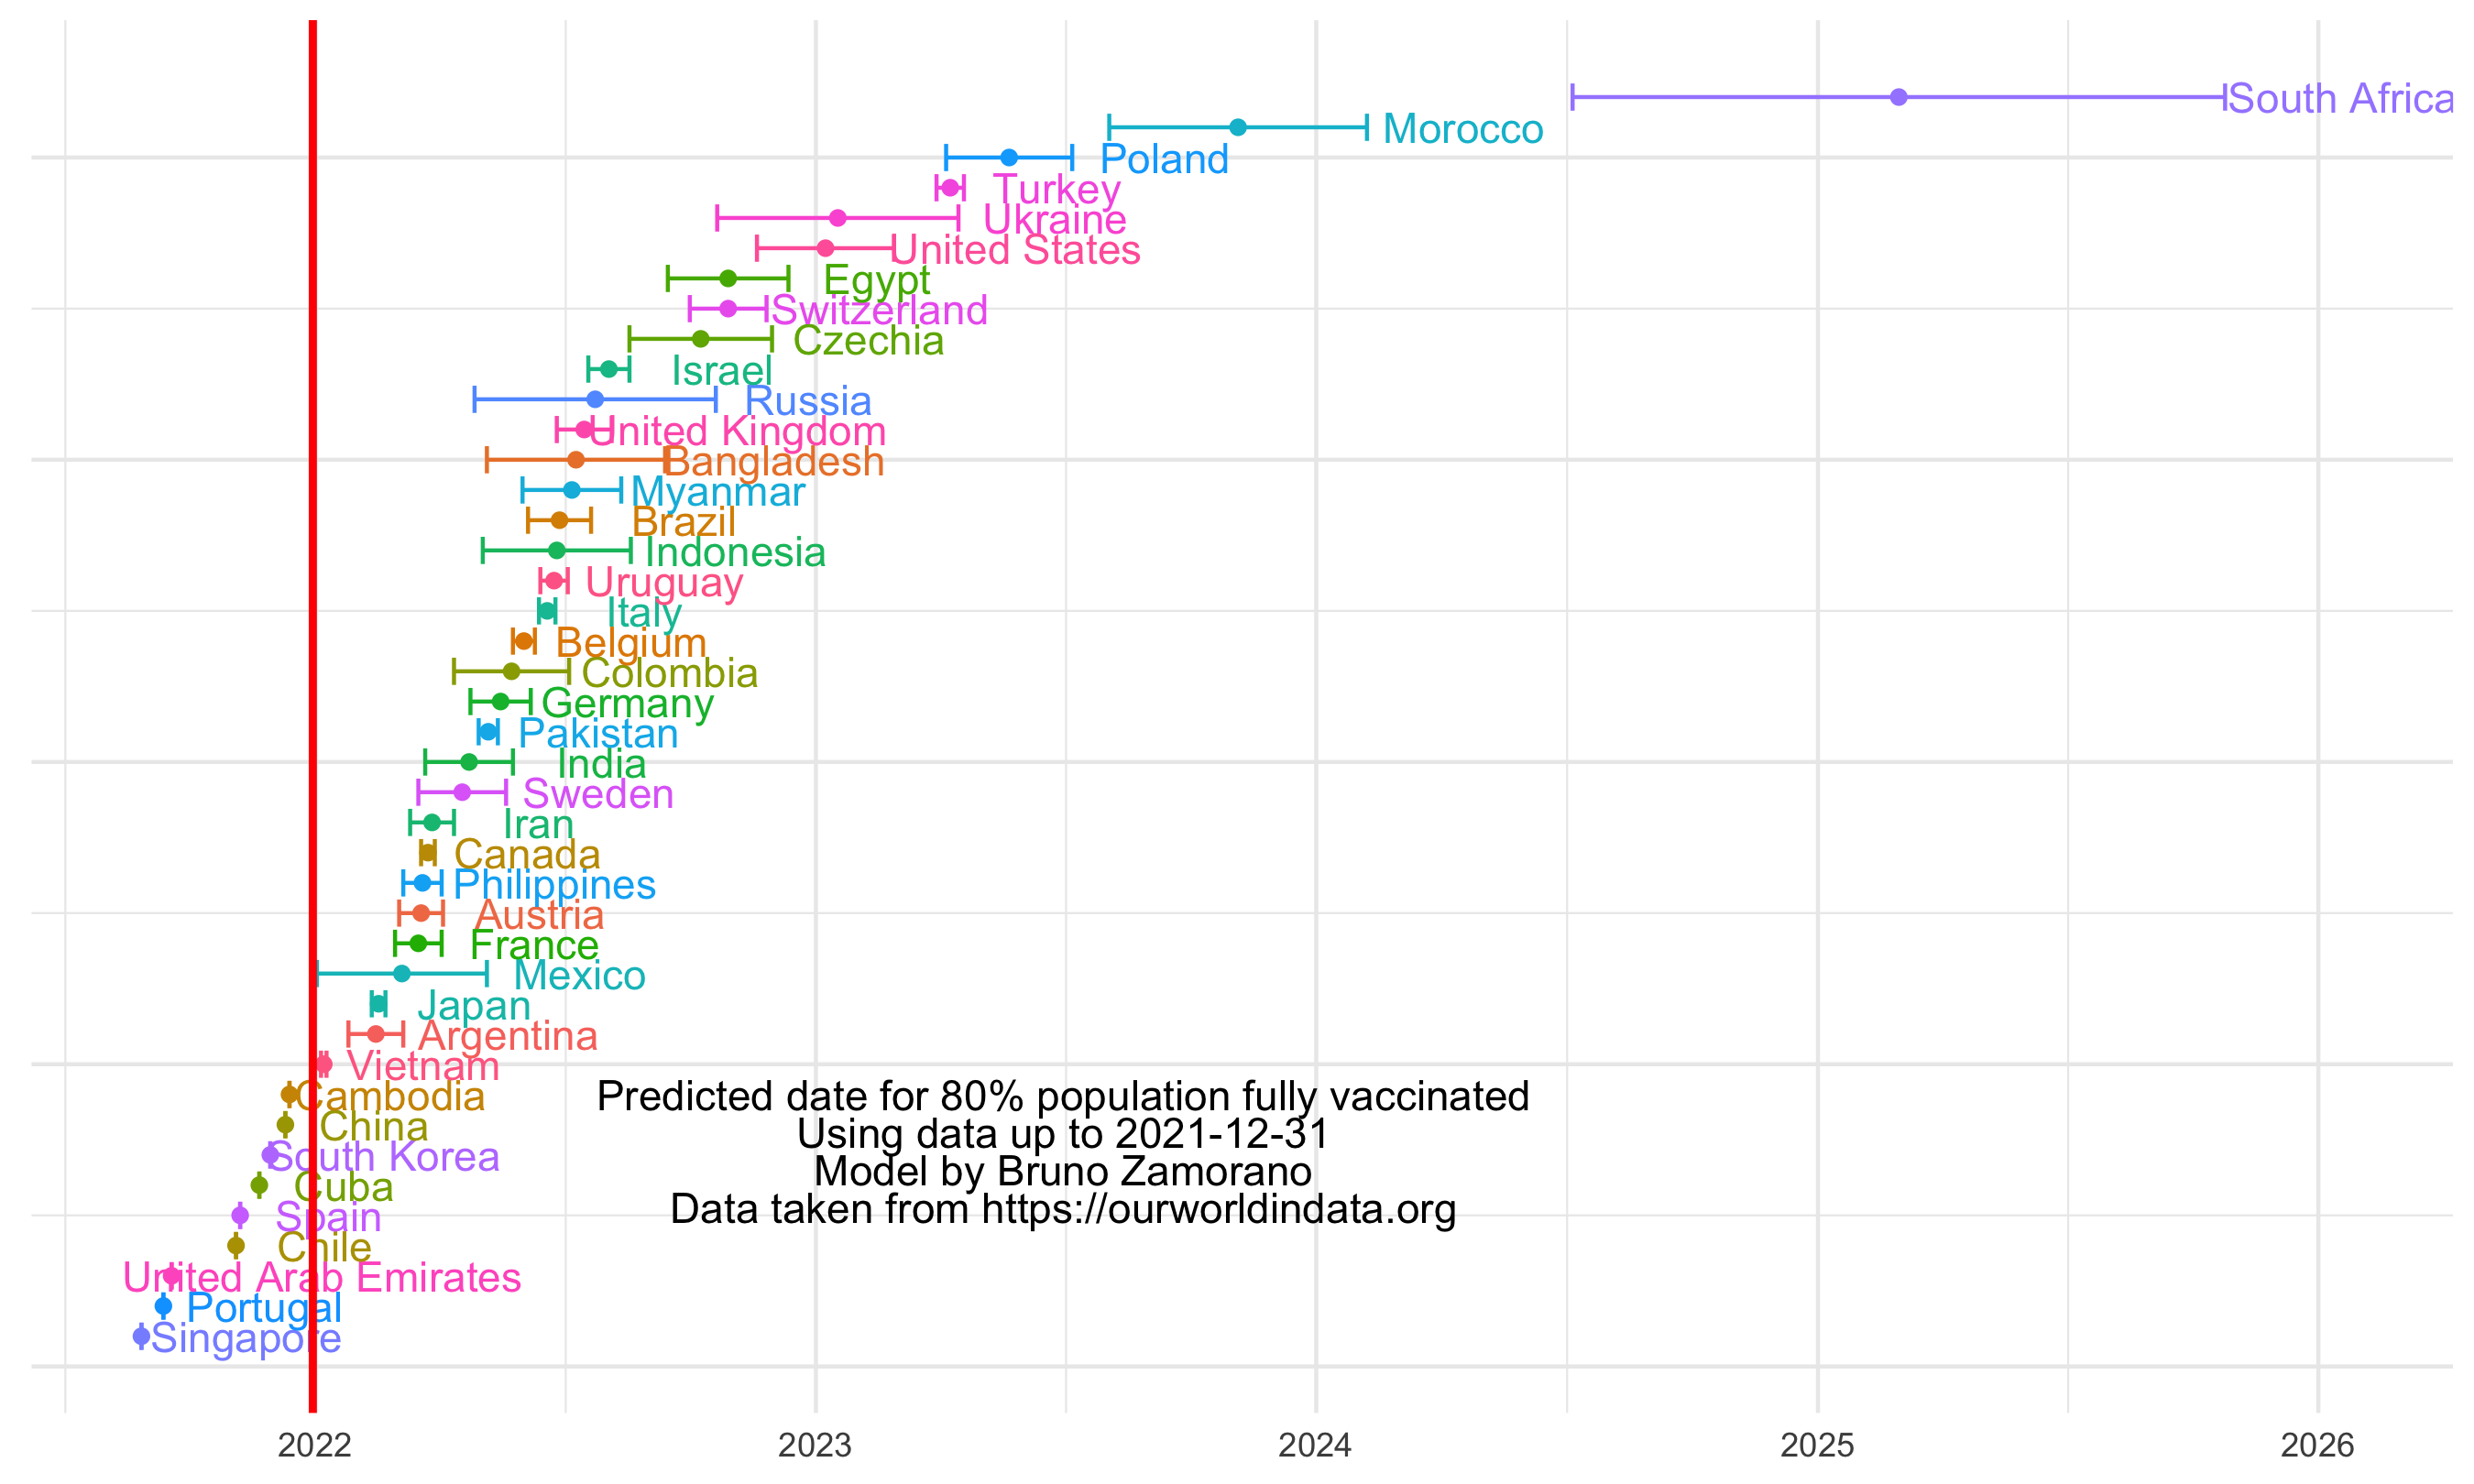 South Africa
Morocco
Poland
Turkey
Ukraine
United States
Egypt
Switzerland
Czechia
Israel
Russia
United Kingdom
Bangladesh
Myanmar
Brazil
Indonesia
Uruguay
Italy
Belgium
Colombia
Germany
Pakistan
India
Sweden
Iran
Canada
Philippines
Austria
France
Mexico
Japan
Argentina
Vietnam
Cambodia
China
South Korea
Cuba
Spain
Chile
United Arab Emirates
Portugal
Singapore
Predicted date for 80% population fully vaccinated
Using data up to 2021-12-31
Model by Bruno Zamorano
Data taken from https://ourworldindata.org
2022 2023 2024 2025 2026